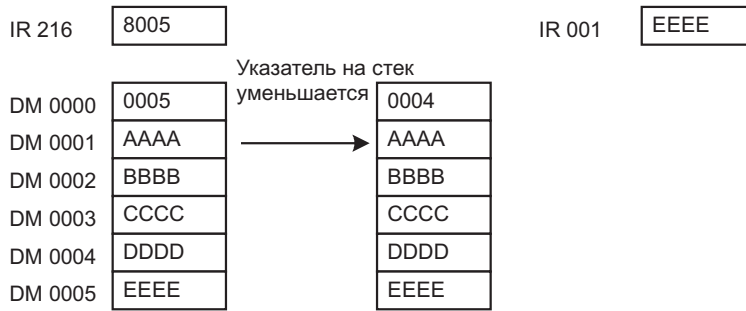 IR 216 8005 IR 001 EEEE
Указатель на стек
уменьшается
DM 0000 0005 0004
DM 0001 AAAA AAAA
DM 0002 BBBB BBBB
DM 0003 CCCC CCCC
DM 0004 DDDD DDDD
DM 0005 EEEE EEEE